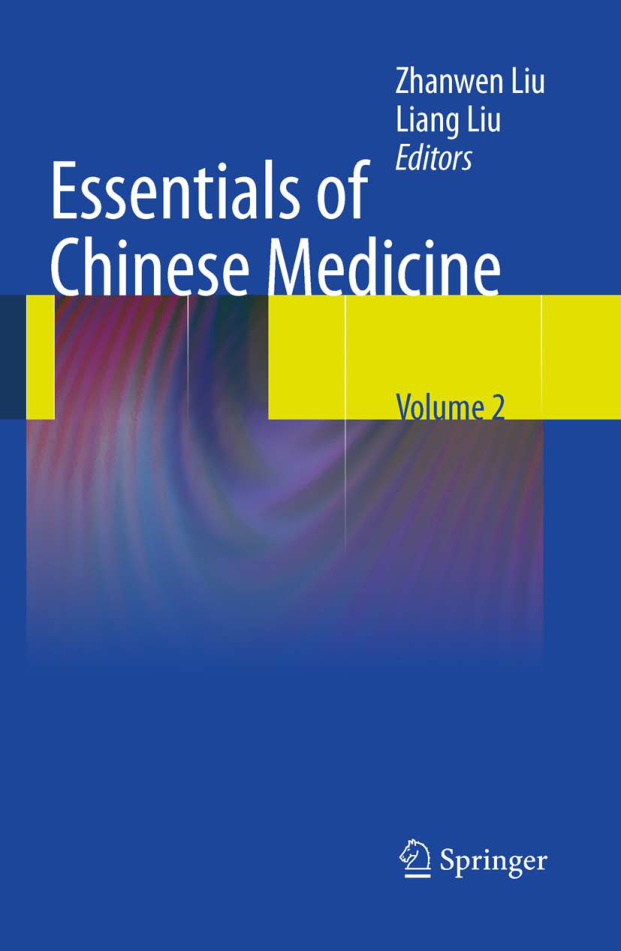 Zhanwen Liu
Liang Liu
Editors
Essentials of
Chinese Medicine
Volume 2
Springer